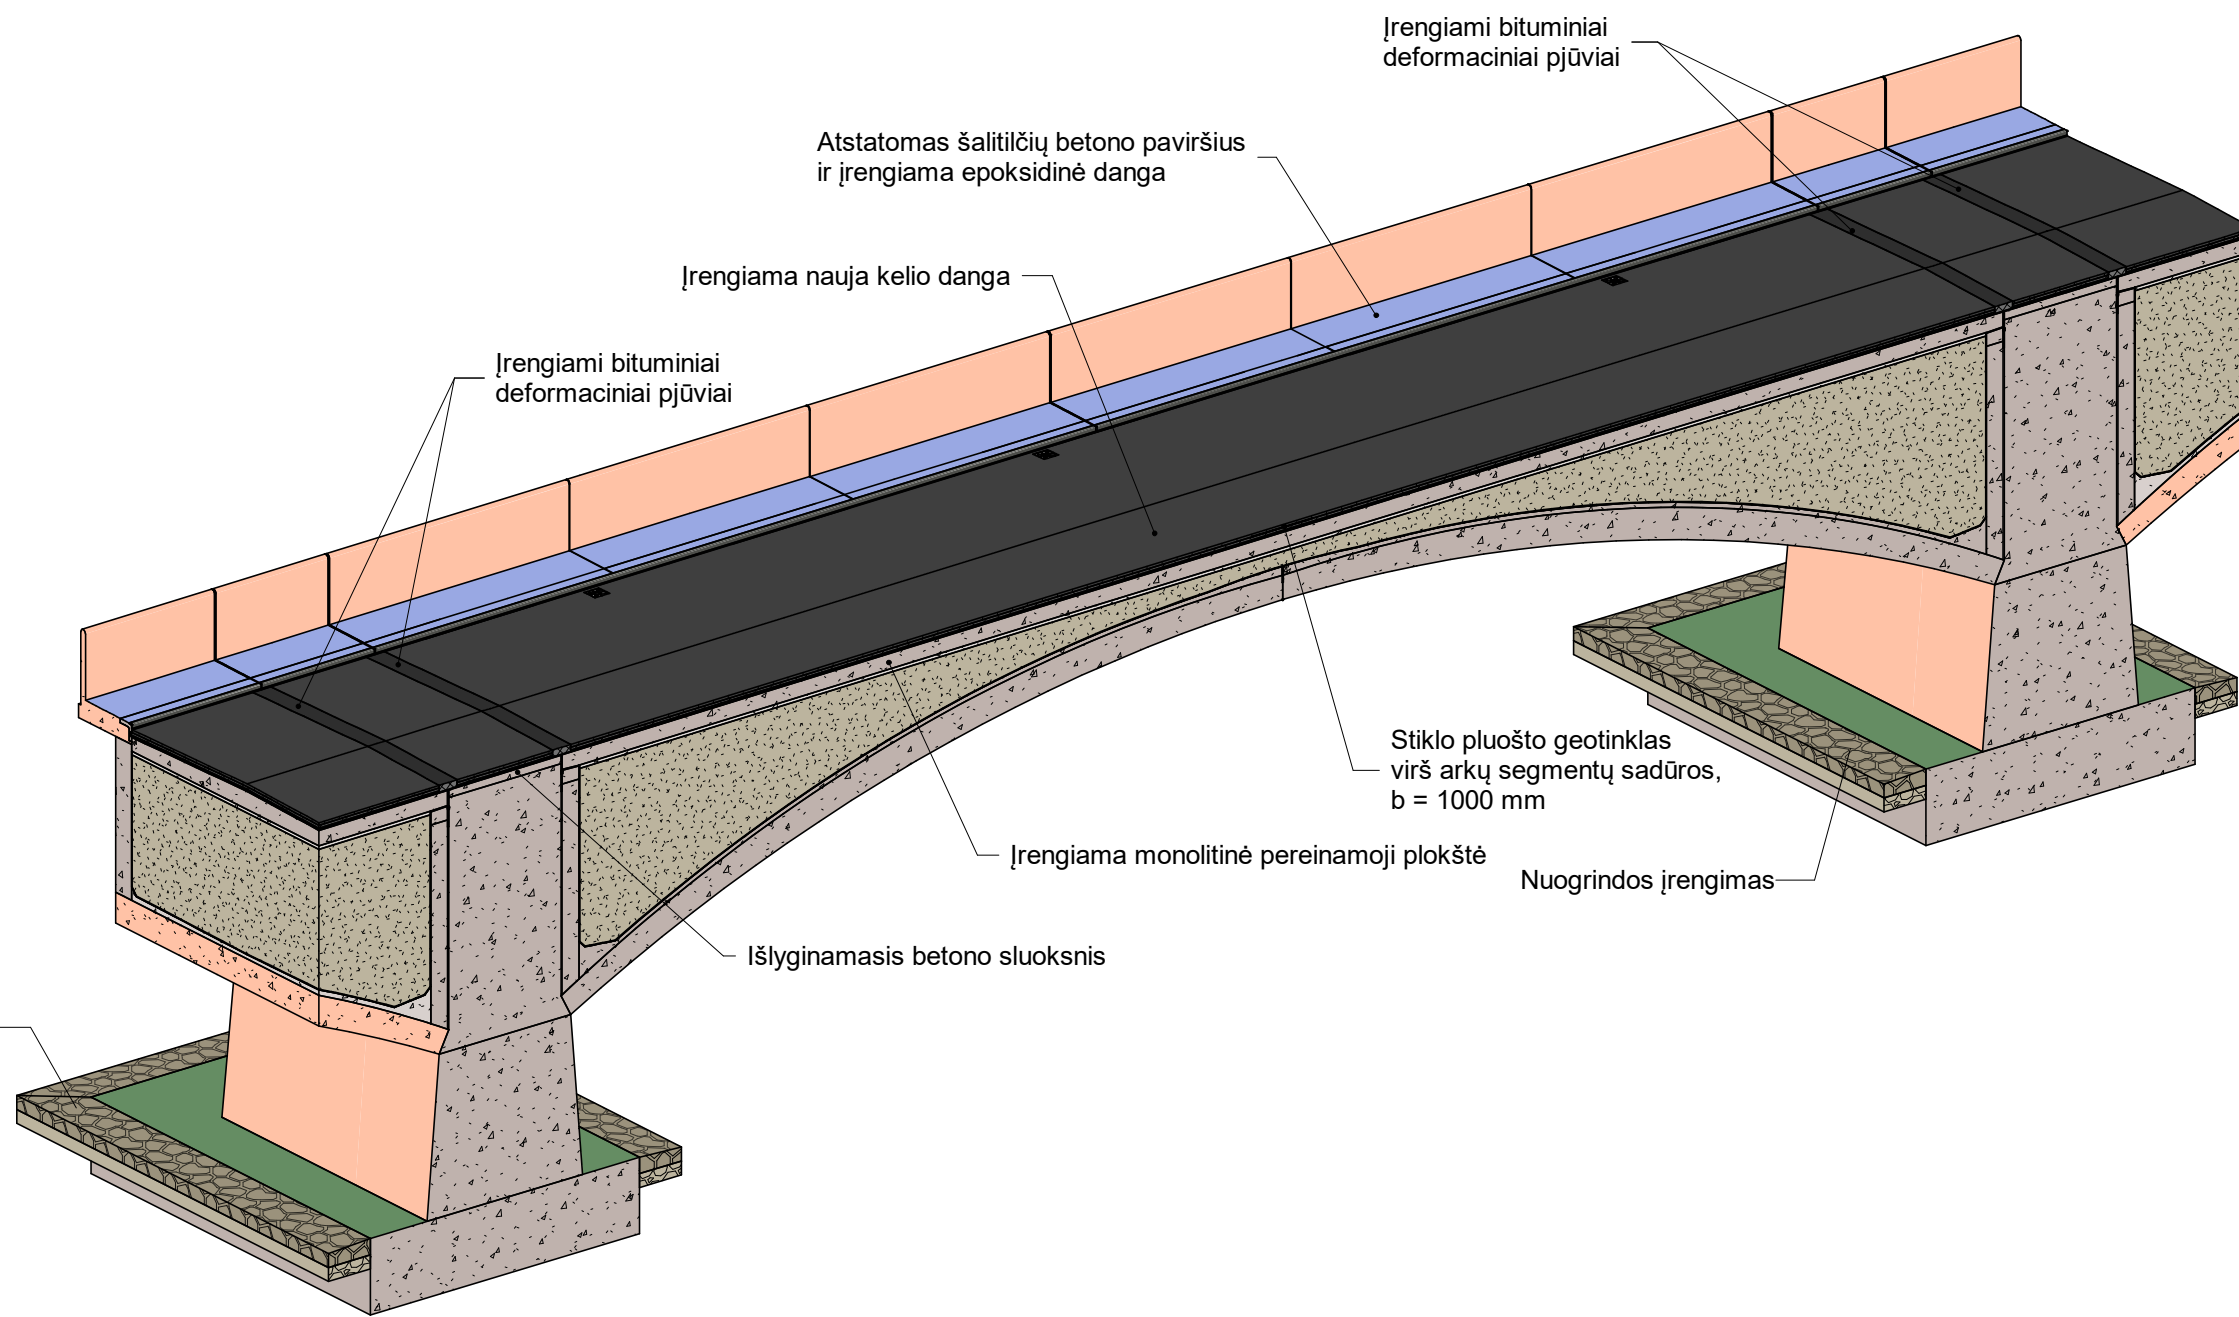 Įrengiami bituminiai
deformaciniai pjūviai
Atstatomas šalitilčių betono paviršius
ir įrengiama epoksidinė danga
Įrengiama nauja kelio danga
Įrengiami bituminiai
deformaciniai pjūviai
Stiklo pluošto geotinklas
virš arkų segmentų sadūros,
b = 1000 mm
Įrengiama monolitinė pereinamoji plokštė
Nuogrindos įrengimas
Išlyginamasis betono sluoksnis